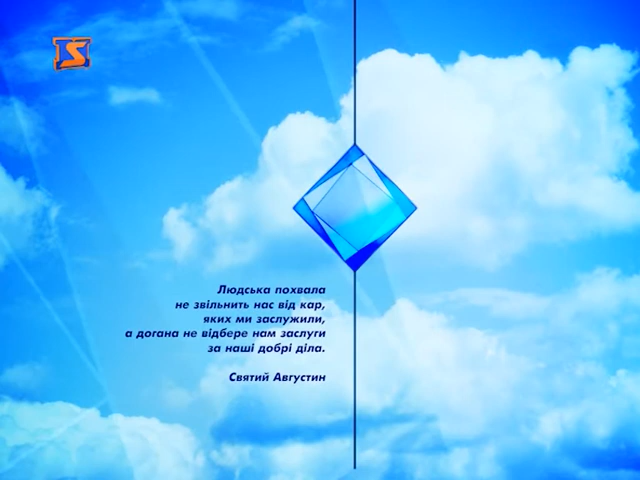 Людська похвала
не звільнить нас від кар,
яких ми заслужили,
а догана не відбере нам заслуги
за наші добрі діла.
Святий Августин